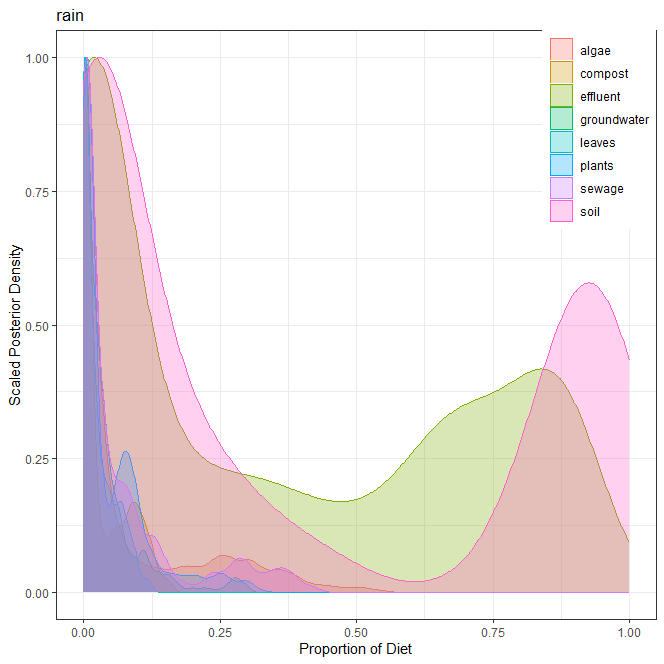 rain
algae
compost
effluent
groundwater
leaves
plants
sewage
soil
1.00
0.75
0.50
0.25
0.00
Scaled Posterior Density
0.00 0.25 0.50 0.75 1.00
Proportion of Diet